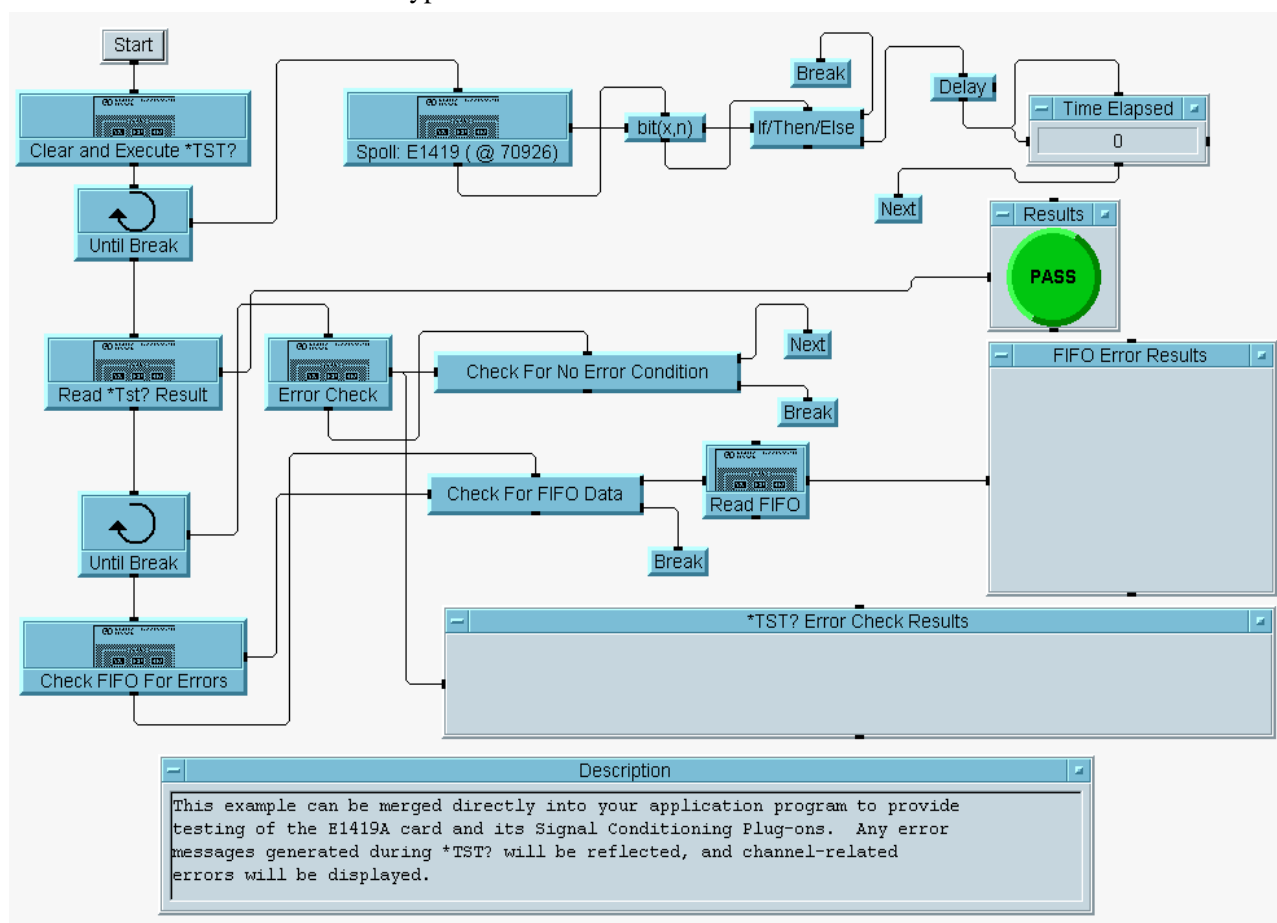 Start
Clear and Execute *TST?
Until Break
Spoll: E1419 ( @ 70926)
bit(x,n)
If/Then/Else
Break
Delay
Time Elapsed
0
Next
Results
PASS
Read *Tst? Result
Error Check
Check For No Error Condition
Next
Break
FIFO Error Results
Check For FIFO Data
Read FIFO
Break
Until Break
Check FIFO For Errors
*TST? Error Check Results
Description
This example can be merged directly into your application program to provide
testing of the E1419A card and its Signal Conditioning Plug-ons.  Any error
messages generated during *TST? will be reflected, and channel-related
errors will be displayed.